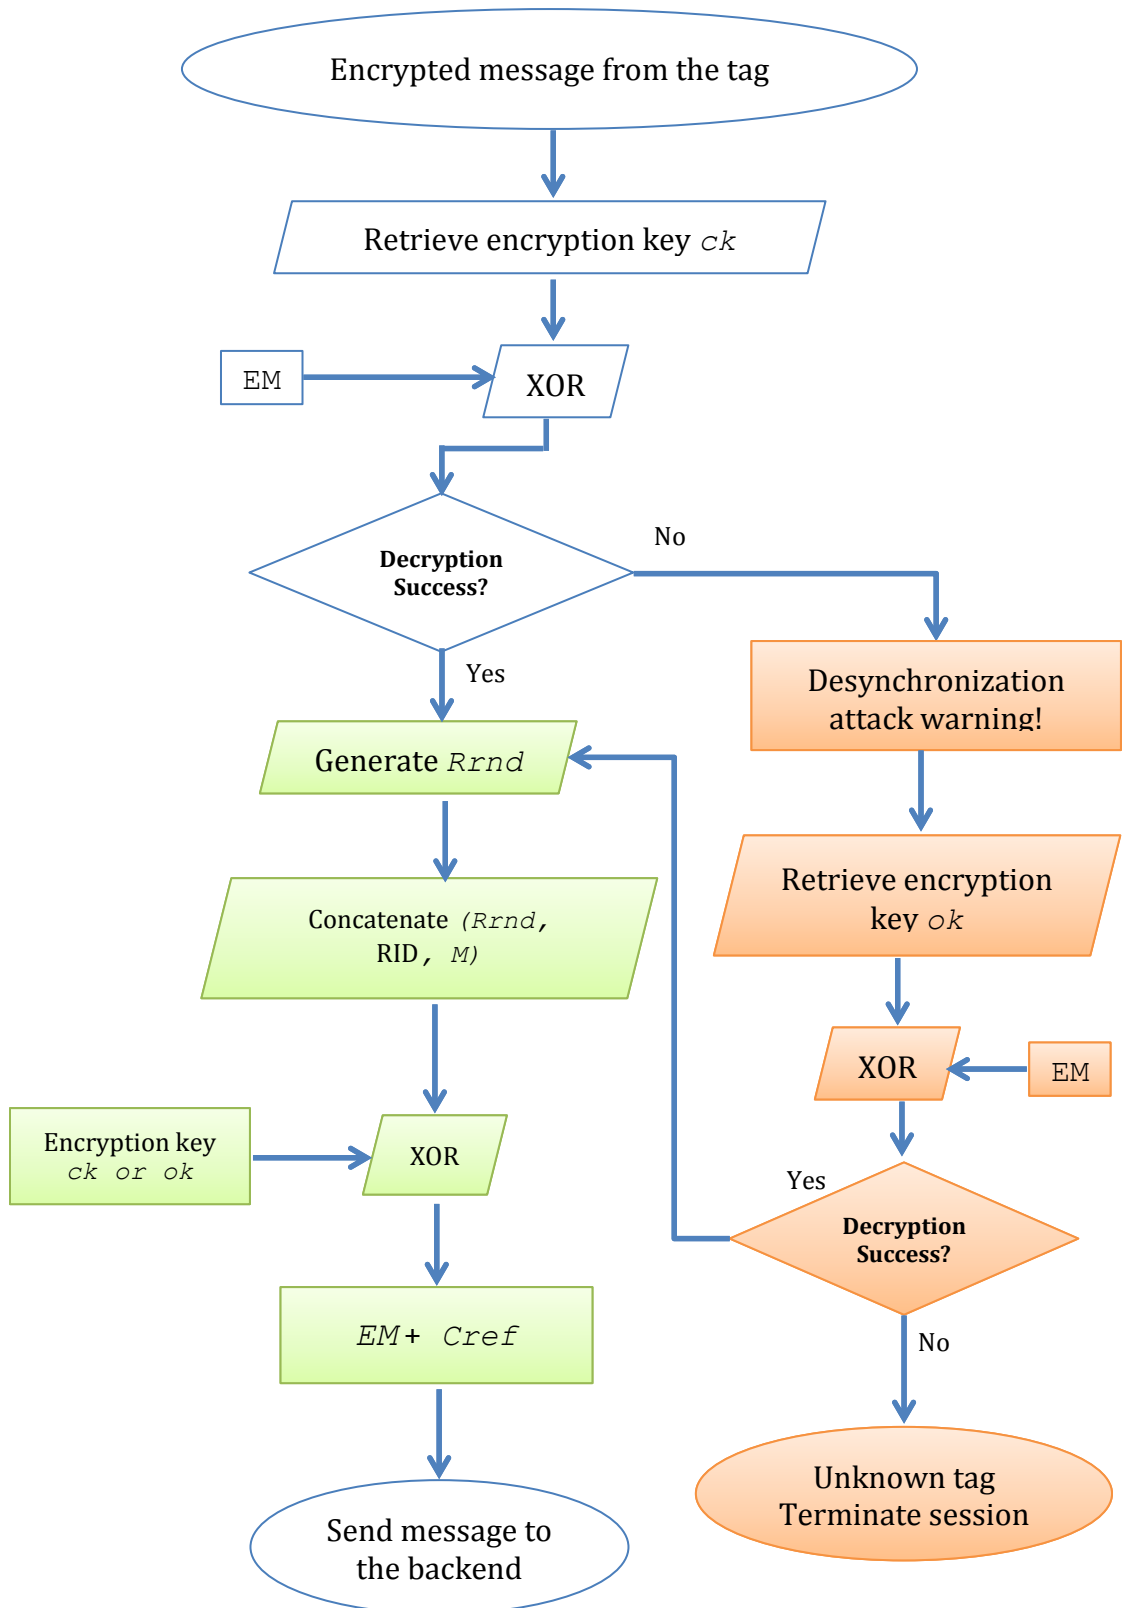 Encrypted message from the tag
Retrieve encryption key ck
EM
XOR
Decryption
Success?
No
Yes
Desynchronization
attack warning!
Generate Rrnd
Retrieve encryption
key ok
Concatenate (Rrnd,
RID, M)
XOR
EM
Encryption key
ck or ok
XOR
Yes
Decryption
Success?
EM+ Cref
No
Unknown tag
Terminate session
Send message to
the backend